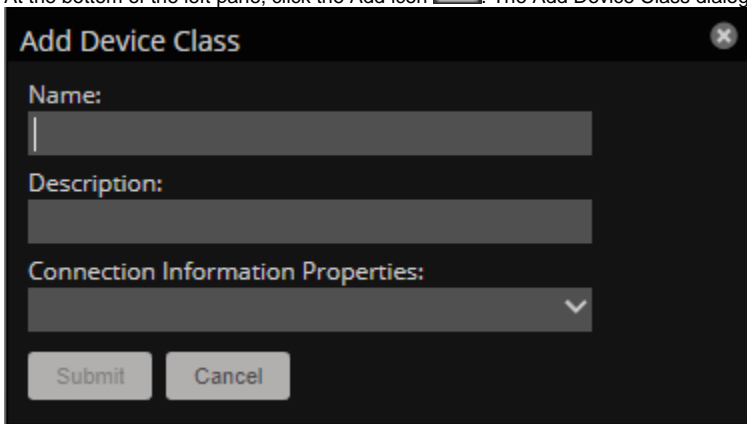 At the bottom of the left pane, click the Add icon . The Add Device Class dialog
Add Device Class
Name:
Description:
Connection Information Properties:
Submit
Cancel